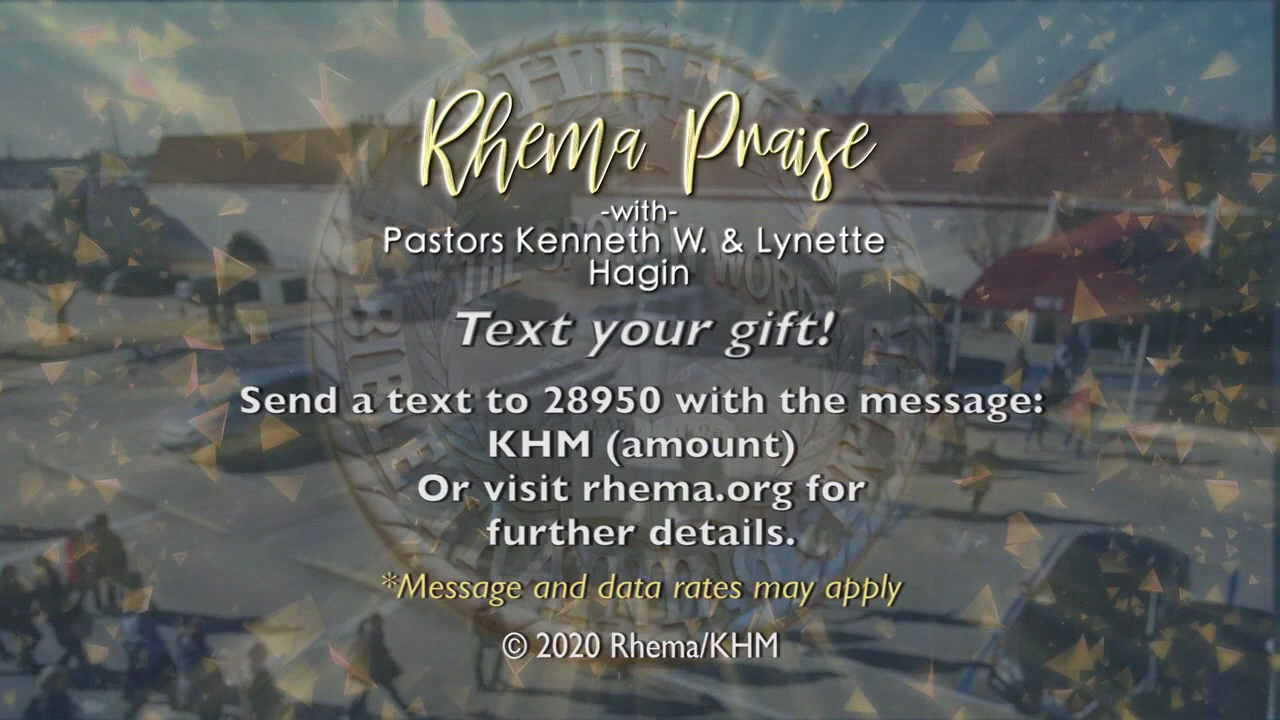 Rhema Praise
-with-
Pastors Kenneth W. & Lynette
Hagin
Text your gift!
Send a text to 28950 with the message:
KHM (amount)
Or visit rhema.org for
further details.
*Message and data rates may apply
© 2020 Rhema/KHM